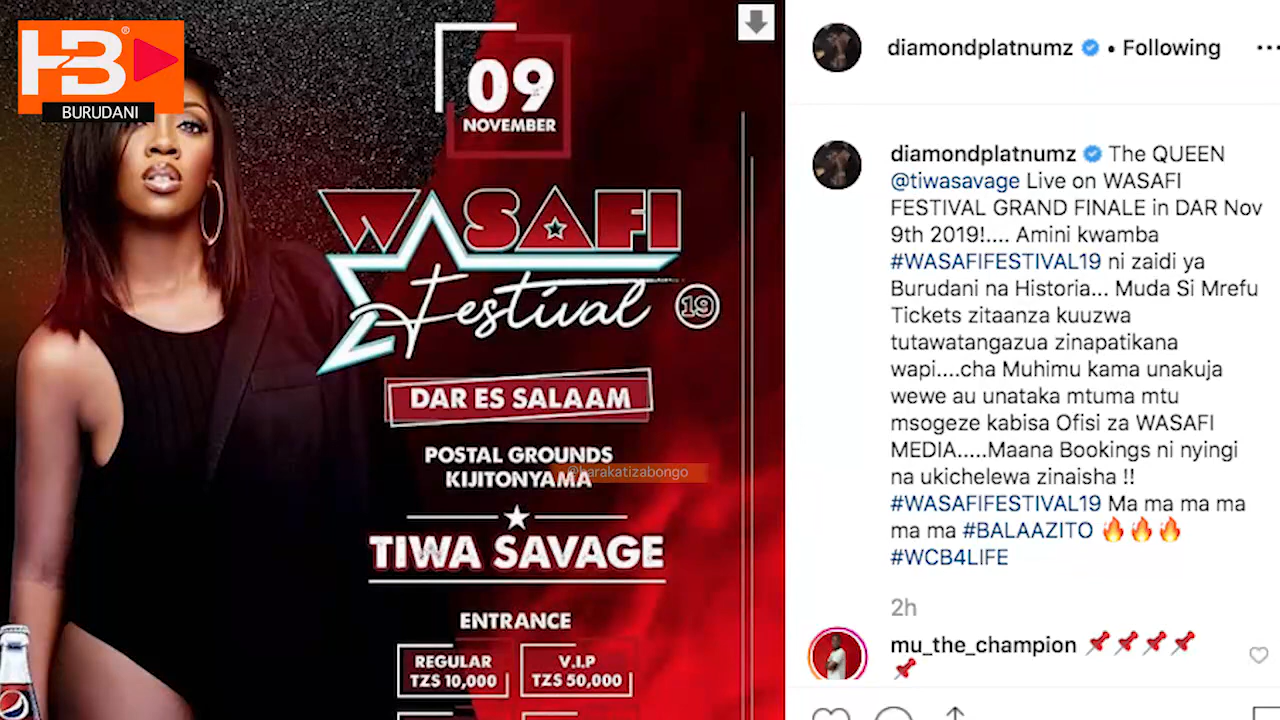 HB®
BURUDANI
09
NOVEMBER
WASAFI
Festival 19
DAR ES SALAAM
POSTAL GROUNDS
KIJITONYAMA
@harakatizabongo
TIWA SAVAGE
ENTRANCE
REGULAR
TZS 10,000
V.I.P
TZS 50,000
diamondplatnumz • Following
diamondplatnumz The QUEEN
@tiwasavage Live on WASAFI
FESTIVAL GRAND FINALE in DAR Nov
9th 2019!.... Amini kwamba
#WASAFIFESTIVAL19 ni zaidi ya
Burudani na Historia... Muda Si Mrefu
Tickets zitaanza kuuzwa
tutawatangazua zinapatikana
wapi....cha Muhimu kama unakuja
wewe au unataka mtuma mtu
msogeze kabisa Ofisi za WASAFI
MEDIA.....Maana Bookings ni nyingi
na ukichelewa zinaisha !!
#WASAFIFESTIVAL19 Ma ma ma ma
ma ma #BALAAZITO 🔥🔥🔥
#WCB4LIFE
2h
mu_the_champion 📌📌📌📌
📌